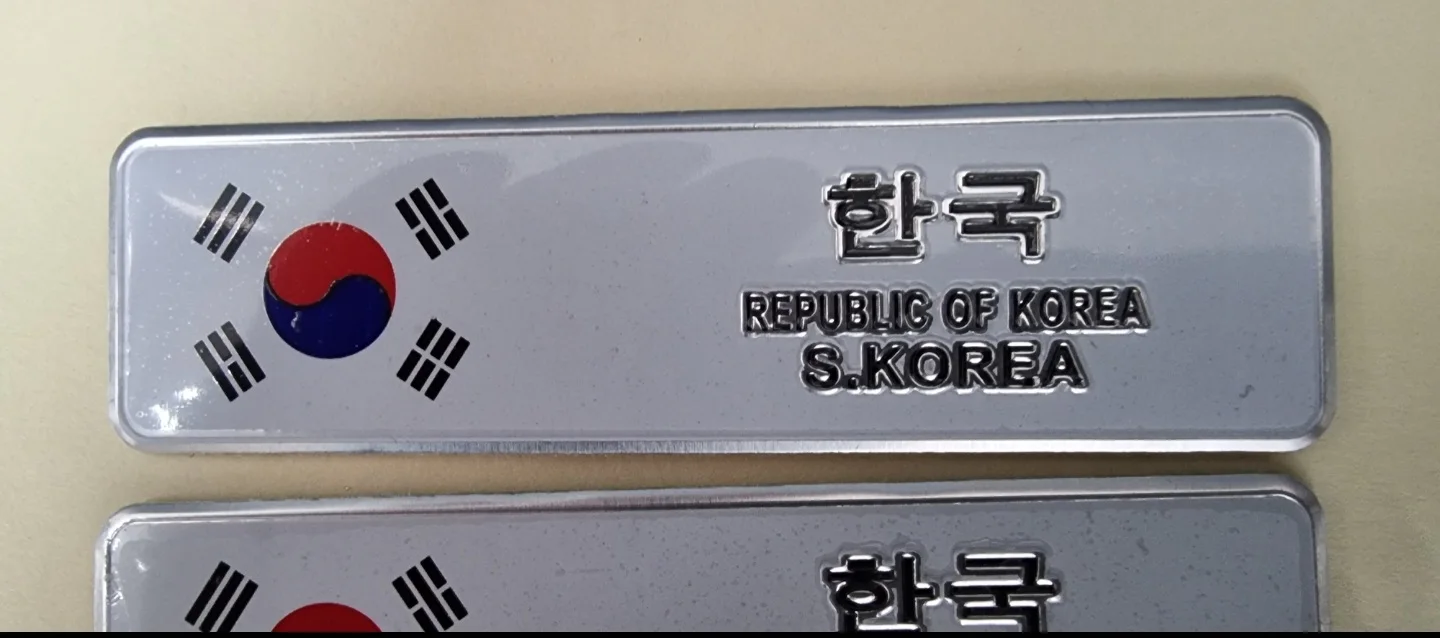 한국
REPUBLIC OF KOREA
S.KOREA
한국